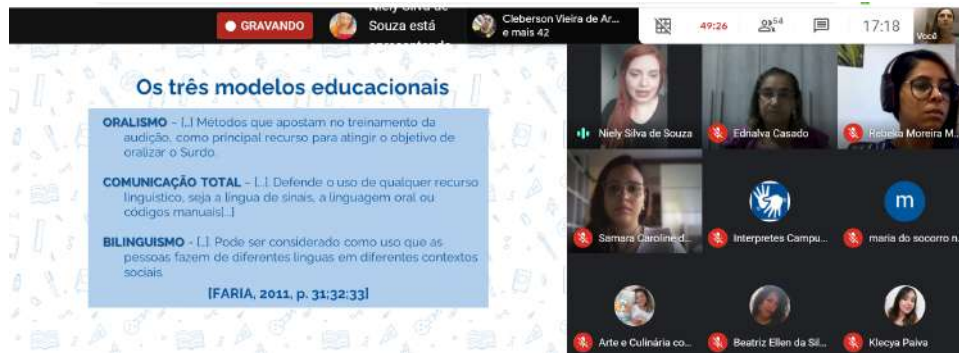 GRAVANDO
Niely Silva de
Souza está
Cleberson Vieira de Ar...
e mais 42
49:26
54
17:18
Você
Os três modelos educacionais
ORALISMO – [...] Métodos que apostam no treinamento da
audição, como principal recurso para atingir o objetivo de
oralizar o Surdo.
COMUNICAÇÃO TOTAL – [...] Defende o uso de qualquer recurso
linguístico, seja a língua de sinais, a linguagem oral ou
códigos manuais[...]
BILINGUISMO - [...] Pode ser considerado como uso que as
pessoas fazem de diferentes línguas em diferentes contextos
sociais
[FARIA, 2011, p. 31;32;33]
Niely Silva de Souza
Ednalva Casado
Rebeka Moreira M...
Samara Caroline d...
Interpretes Campu...
m
maria do socorro n...
Arte e Culinária co...
Beatriz Ellen da Sil...
Klecya Paiva